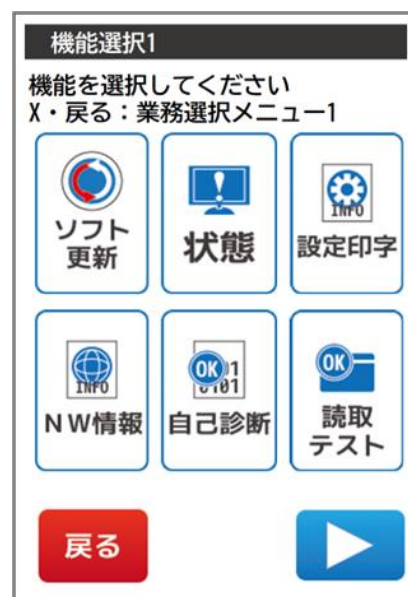 機能選択1
機能を選択してください
X・戻る：業務選択メニュー1
ソフト
更新
状態
INFO
設定印字
INFO
NW情報
OK
01
0101
自己診断
OK
読取
テスト
戻る